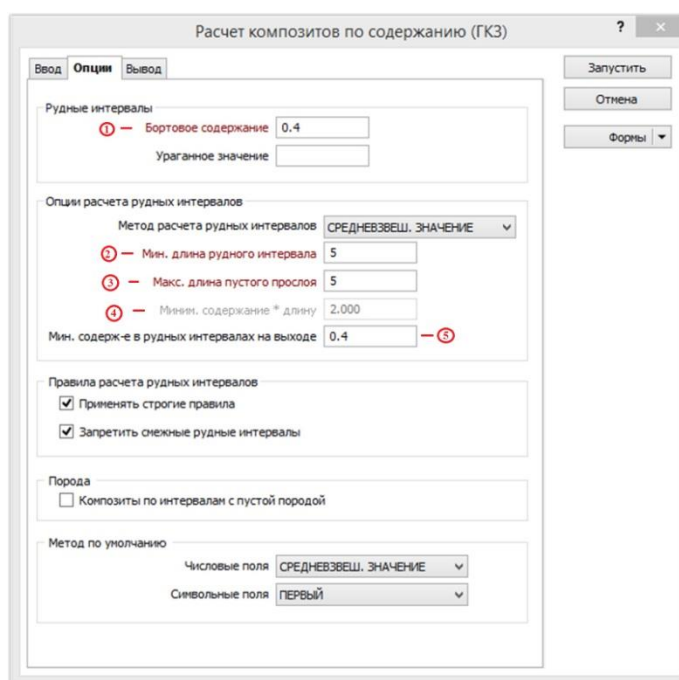 Расчет композитов по содержанию (ГКЗ)
?
×
Ввод Опции Вывод
Запустить
Отмена
Формы
Рудные интервалы
1 — Бортовое содержание 0.4
Ураганное значение
Опции расчета рудных интервалов
Метод расчета рудных интервалов СРЕДНЕВЗВЕШ. ЗНАЧЕНИЕ
2 — Мин. длина рудного интервала 5
3 — Макс. длина пустого прослоя 5
4 — Миним. содержание * длину 2.000
Мин. содерж-е в рудных интервалах на выходе 0.4 — 5
Правила расчета рудных интервалов
Применять строгие правила
Запретить смежные рудные интервалы
Порода
Композиты по интервалам с пустой породой
Метод по умолчанию
Числовые поля СРЕДНЕВЗВЕШ. ЗНАЧЕНИЕ
Символьные поля ПЕРВЫЙ